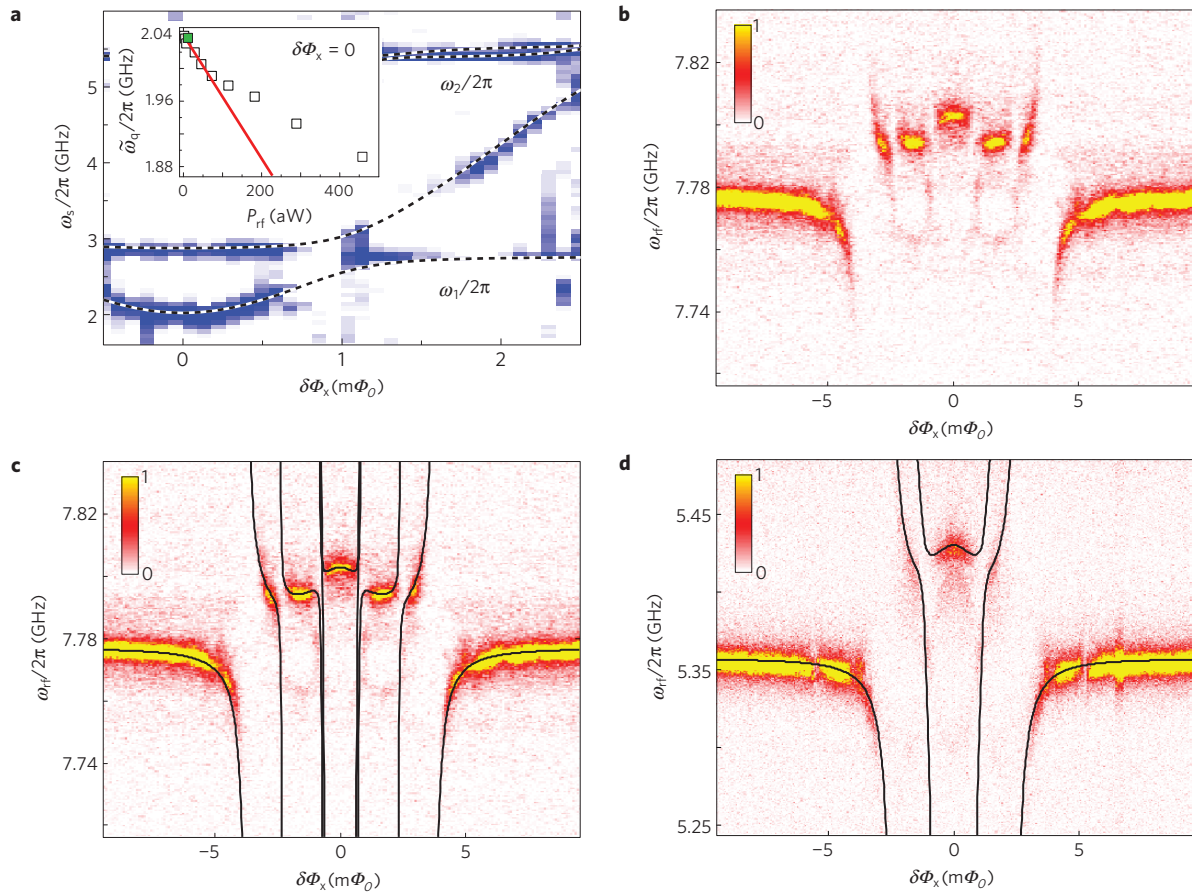 a
5
4
3
2
ω_s/2π (GHz)
0
1
2
δΦ_x (mΦ_0)
ω_2/2π
ω_1/2π
δΦ_x = 0
2.04
1.96
1.88
ω̃_q/2π (GHz)
0
200
400
P_rf (aW)
b
1
0
7.82
7.78
7.74
ω_rf/2π (GHz)
−5
0
5
δΦ_x (mΦ_0)
c
1
0
7.82
7.78
7.74
ω_rf/2π (GHz)
−5
0
5
δΦ_x (mΦ_0)
d
1
0
5.45
5.35
5.25
ω_rf/2π (GHz)
−5
0
5
δΦ_x (mΦ_0)